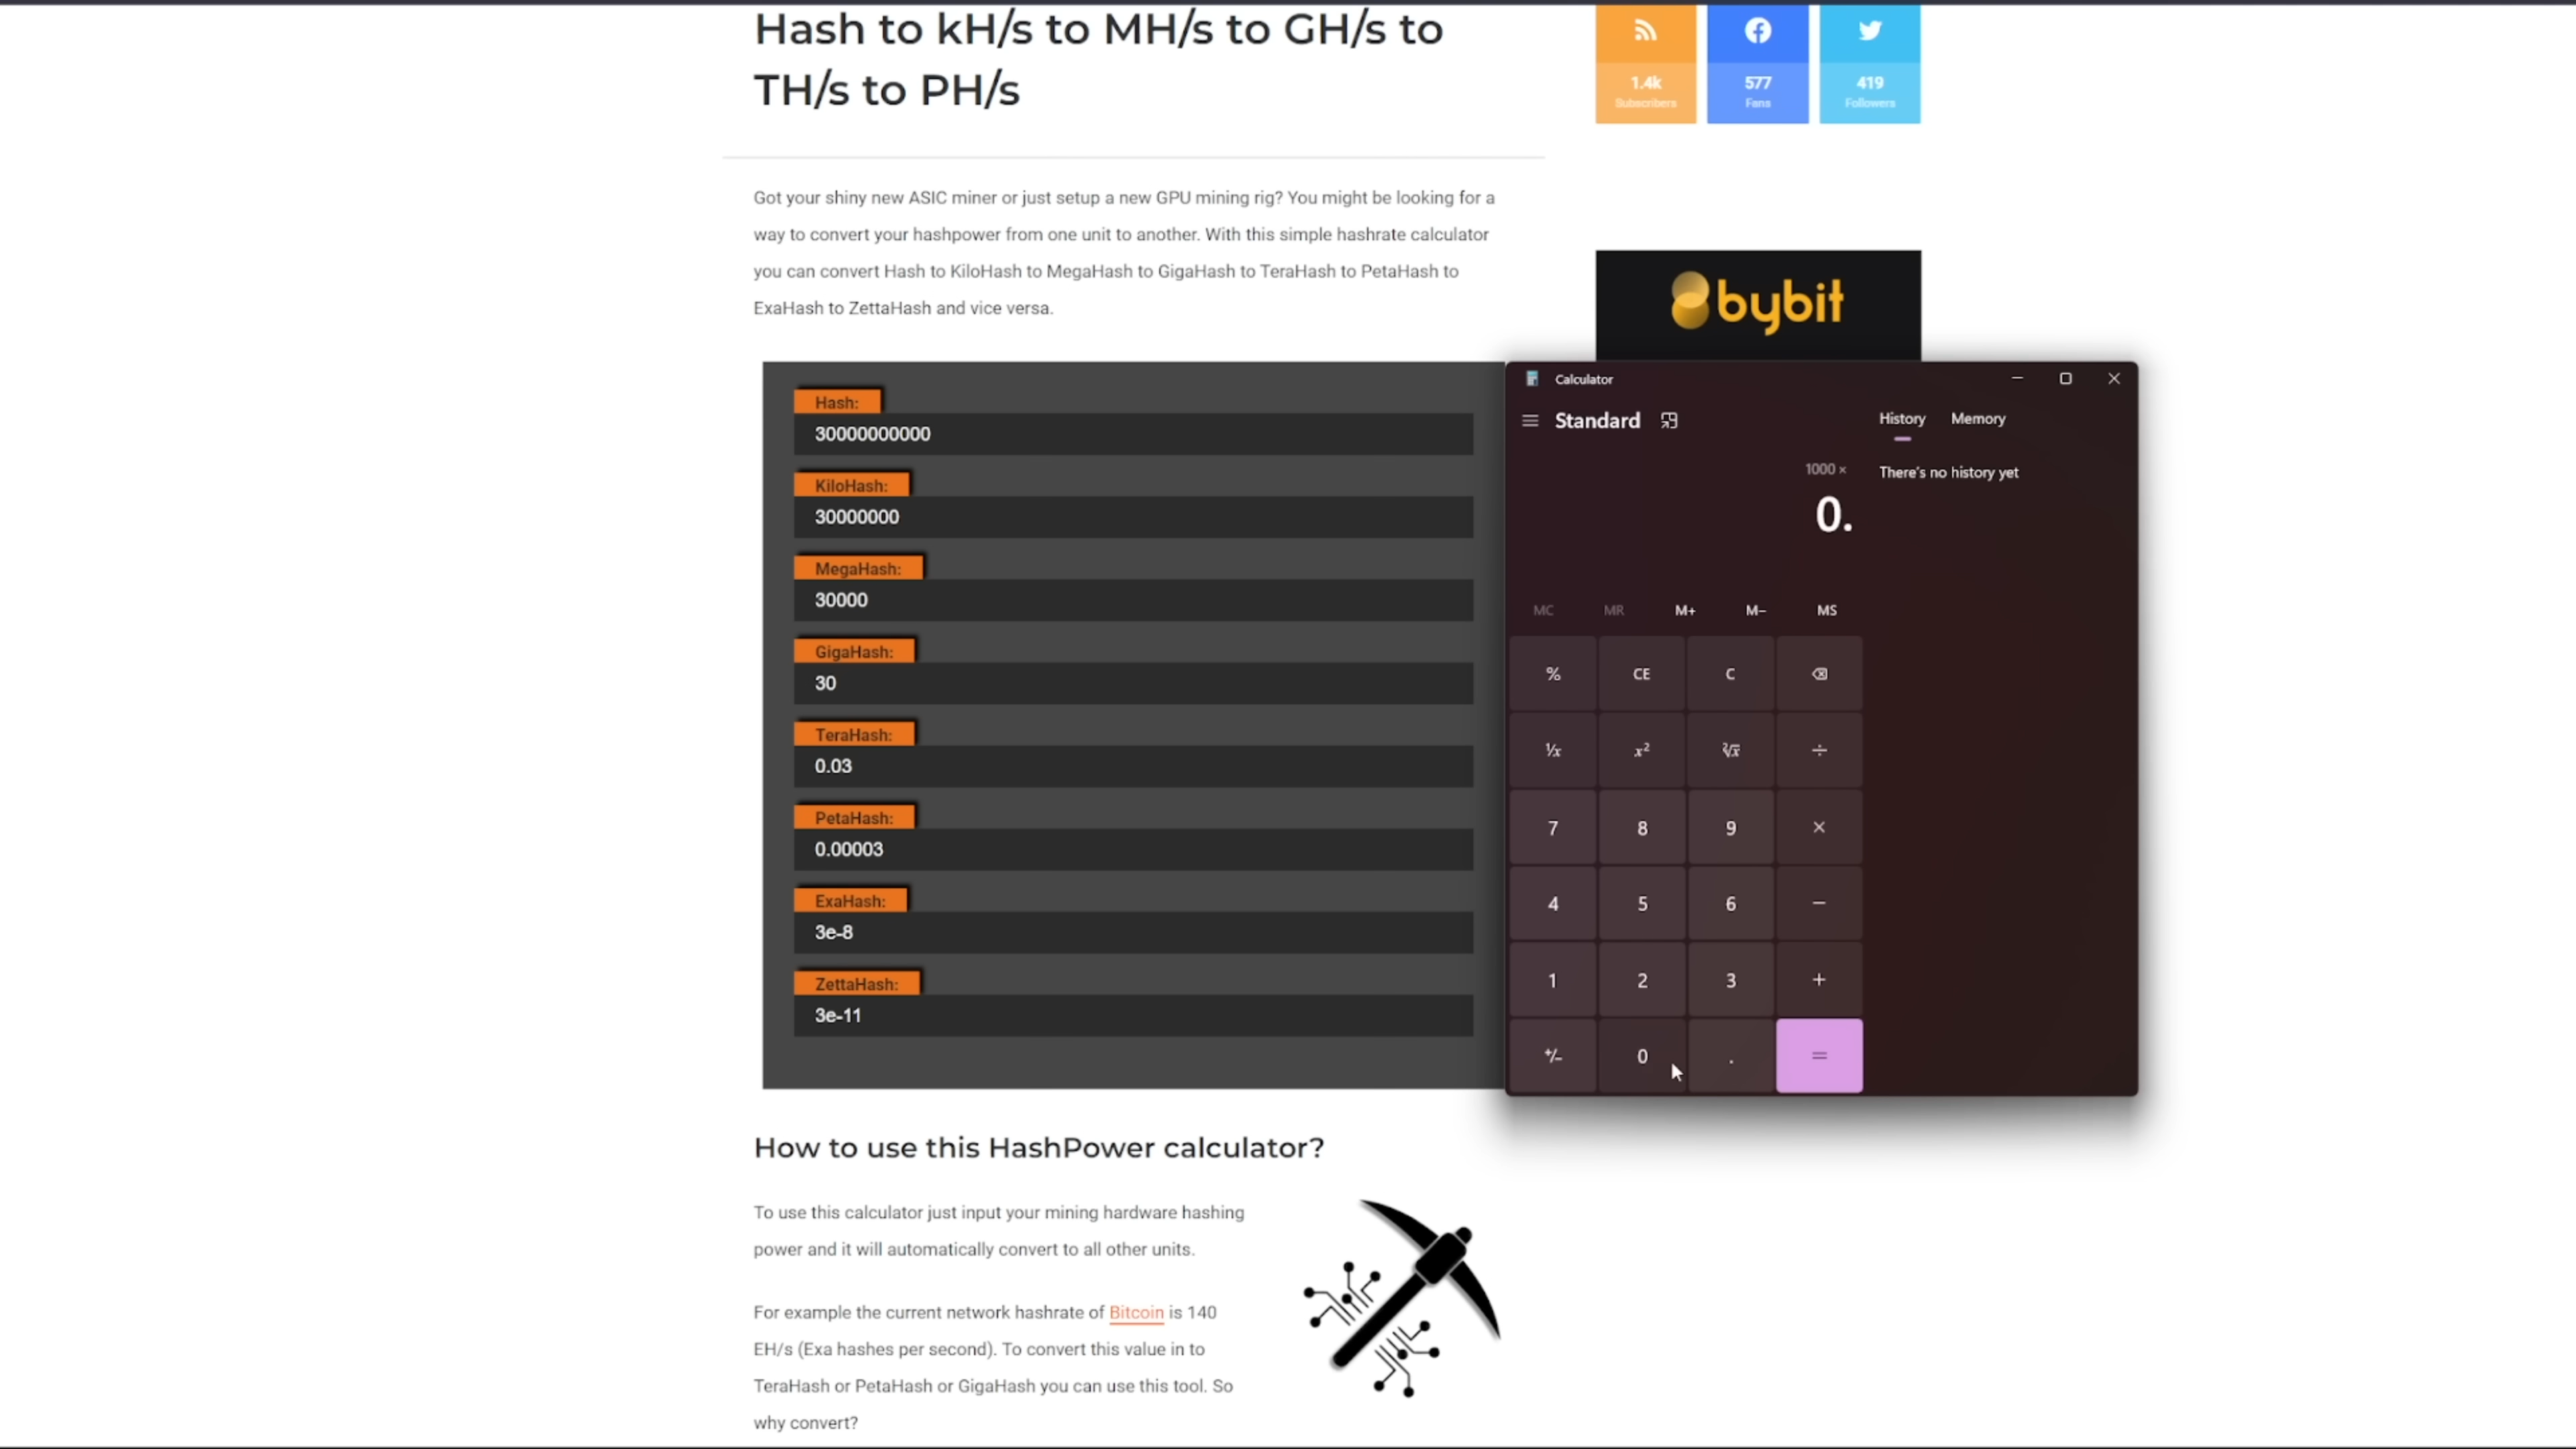 Hash to kH/s to MH/s to GH/s to
TH/s to PH/s
1.4k
Subscribers
577
Fans
419
Followers
Got your shiny new ASIC miner or just setup a new GPU mining rig? You might be looking for a
way to convert your hashpower from one unit to another. With this simple hashrate calculator
you can convert Hash to KiloHash to MegaHash to GigaHash to TeraHash to PetaHash to
ExaHash to ZettaHash and vice versa.
bybit
Hash:
30000000000
KiloHash:
30000000
MegaHash:
30000
GigaHash:
30
TeraHash:
0.03
PetaHash:
0.00003
ExaHash:
3e-8
ZettaHash:
3e-11
Calculator
Standard
History Memory
There's no history yet
1000 ×
0.
MC MR M+ M− MS
% CE C
⅟x x² ²√x ÷
7 8 9 ×
4 5 6 −
1 2 3 +
+/− 0 . =
How to use this HashPower calculator?
To use this calculator just input your mining hardware hashing
power and it will automatically convert to all other units.
For example the current network hashrate of Bitcoin is 140
EH/s (Exa hashes per second). To convert this value in to
TeraHash or PetaHash or GigaHash you can use this tool. So
why convert?